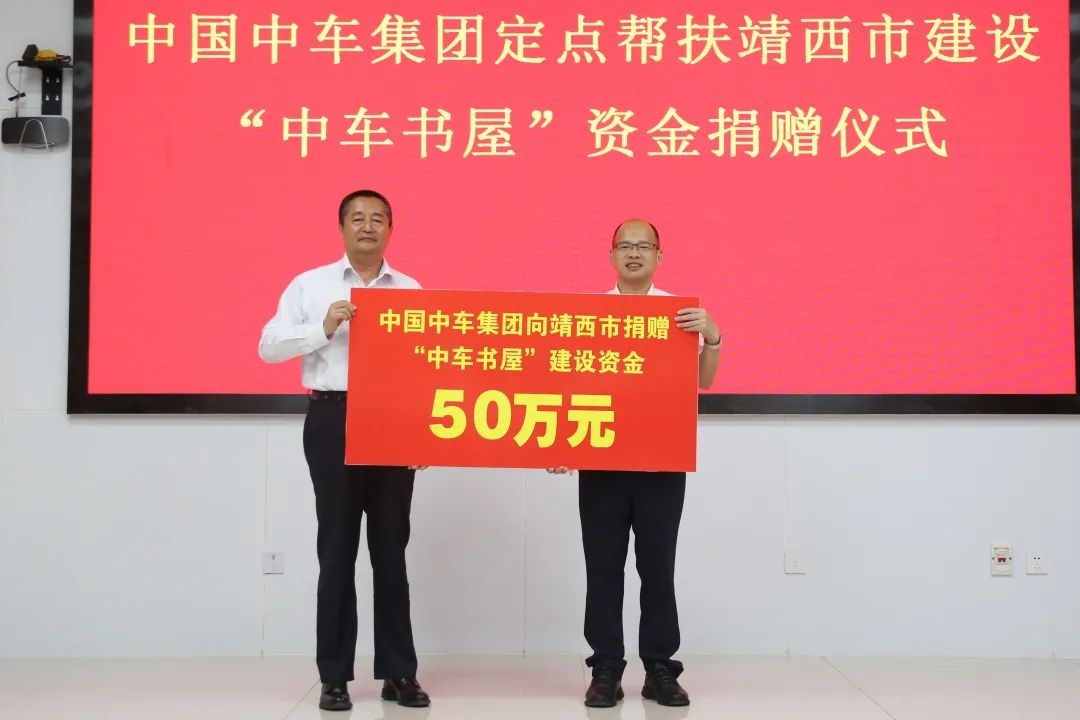 中国中车集团定点帮扶靖西市建设
“中车书屋”资金捐赠仪式
中国中车集团向靖西市捐赠
“中车书屋”建设资金
50万元